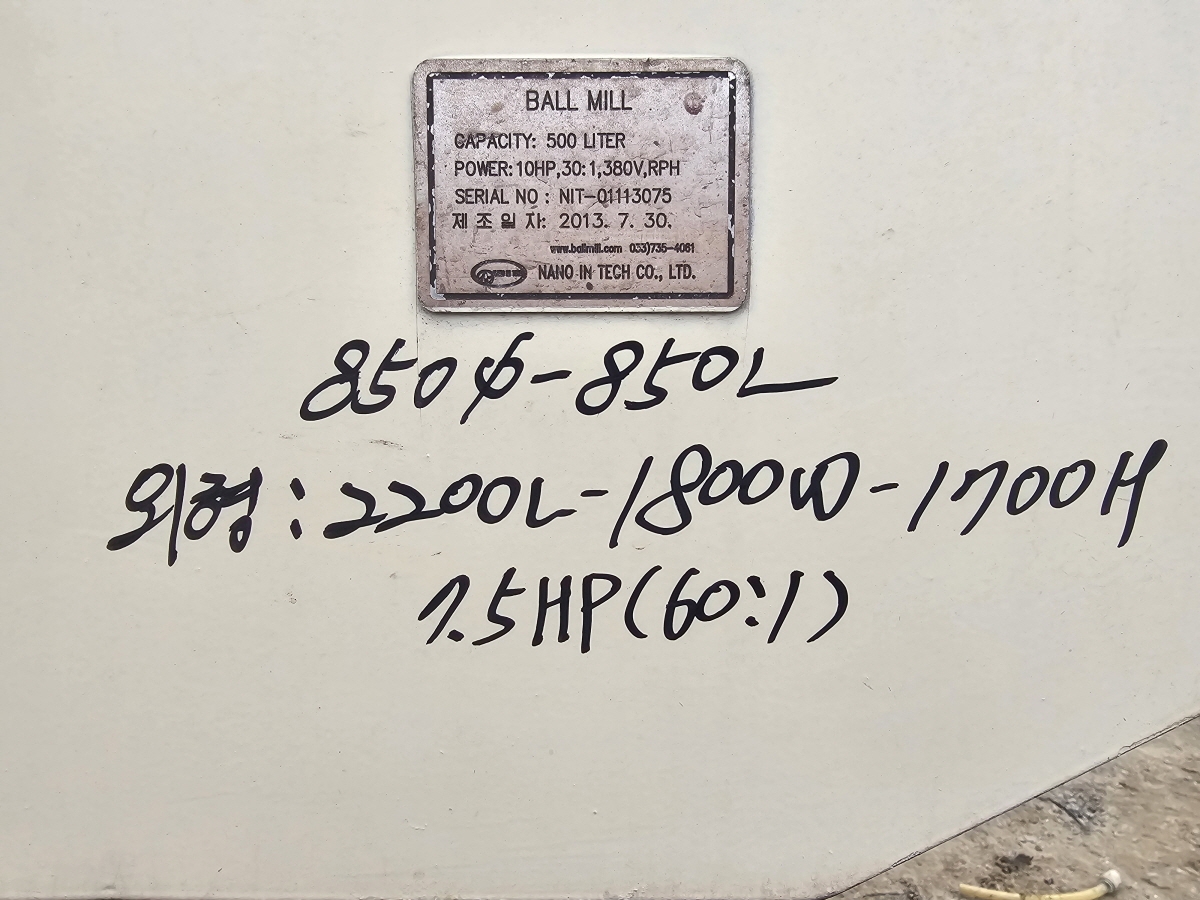 BALL MILL
CAPACITY: 500 LITER
POWER:10HP,30:1,380V,RPH
SERIAL NO : NIT-01113075
제 조 일 자: 2013. 7. 30.
www.ballmill.com 033)735-4061
NANO IN TECH CO., LTD.
850φ-850L
외형:2200L-1800W-1700H
7.5HP(60:1)